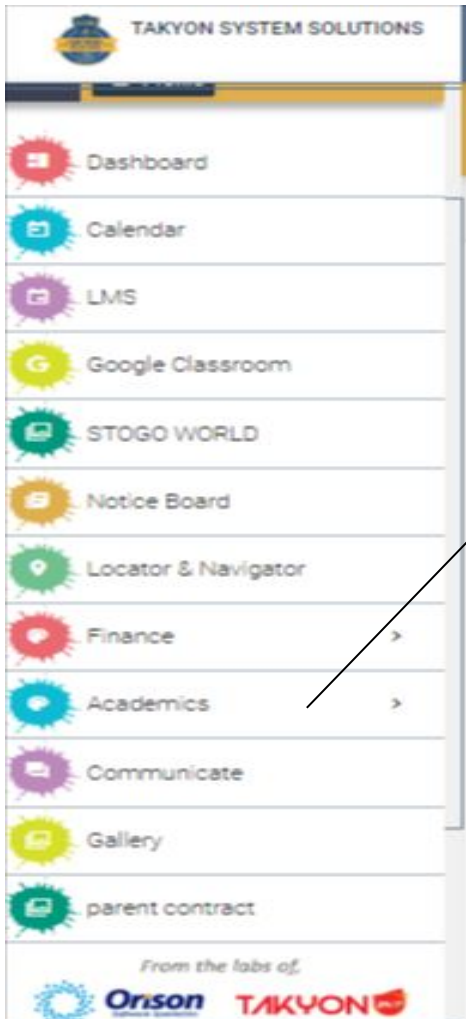 TAKYON SYSTEM SOLUTIONS
Dashboard
Calendar
LMS
G Google Classroom
STOGO WORLD
Notice Board
Locator & Navigator
Finance >
Academics >
Communicate
Gallery
parent contract
From the labs of,
Orison TAKYON